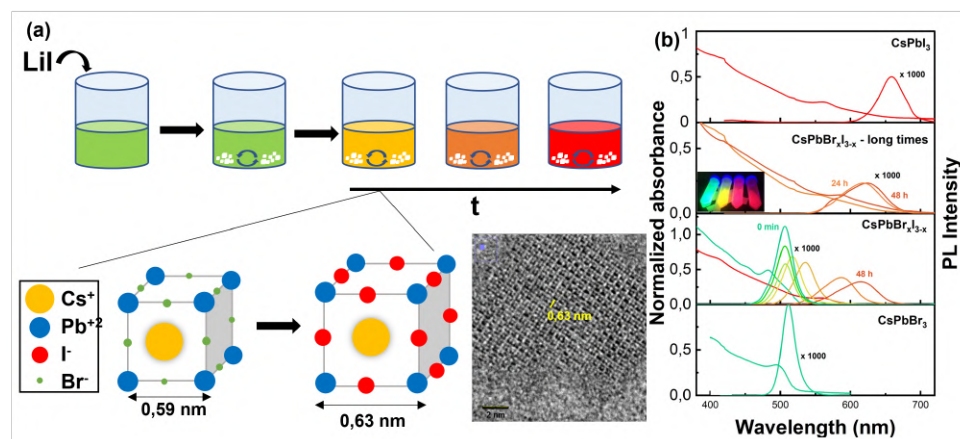 (a)
LiI
t
Cs⁺
Pb⁺²
I⁻
Br⁻
0,59 nm
0,63 nm
0.63 nm
2 nm
(b)
Normalized absorbance
PL Intensity
1
0,5
0,0
CsPbI₃
x 1000
0,5
0,0
CsPbBrₓI₃₋ₓ - long times
24 h
x 1000
48 h
1
0,5
0,0
0 min
CsPbBrₓI₃₋ₓ
x 1000
48 h
0,5
0,0
CsPbBr₃
x 1000
400 500 600 700
Wavelength (nm)